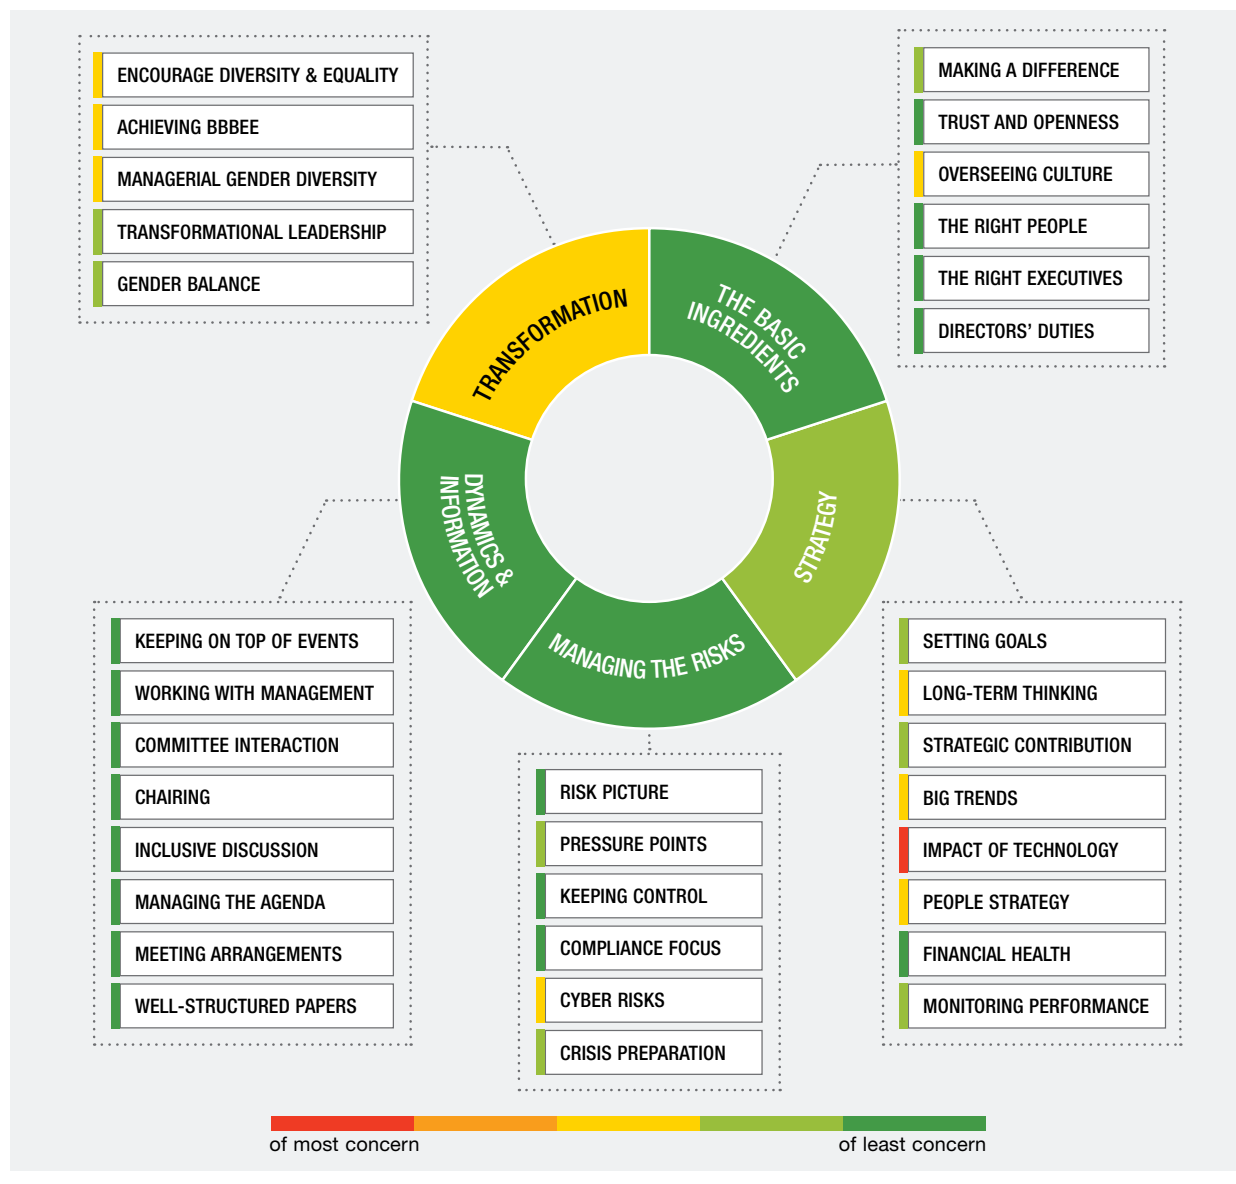 ENCOURAGE DIVERSITY & EQUALITY
ACHIEVING BBBEE
MANAGERIAL GENDER DIVERSITY
TRANSFORMATIONAL LEADERSHIP
GENDER BALANCE
MAKING A DIFFERENCE
TRUST AND OPENNESS
OVERSEEING CULTURE
THE RIGHT PEOPLE
THE RIGHT EXECUTIVES
DIRECTORS’ DUTIES
TRANSFORMATION
THE BASIC
INGREDIENTS
DYNAMICS &
INFORMATION
STRATEGY
MANAGING THE RISKS
KEEPING ON TOP OF EVENTS
WORKING WITH MANAGEMENT
COMMITTEE INTERACTION
CHAIRING
INCLUSIVE DISCUSSION
MANAGING THE AGENDA
MEETING ARRANGEMENTS
WELL-STRUCTURED PAPERS
RISK PICTURE
PRESSURE POINTS
KEEPING CONTROL
COMPLIANCE FOCUS
CYBER RISKS
CRISIS PREPARATION
SETTING GOALS
LONG-TERM THINKING
STRATEGIC CONTRIBUTION
BIG TRENDS
IMPACT OF TECHNOLOGY
PEOPLE STRATEGY
FINANCIAL HEALTH
MONITORING PERFORMANCE
of most concern
of least concern